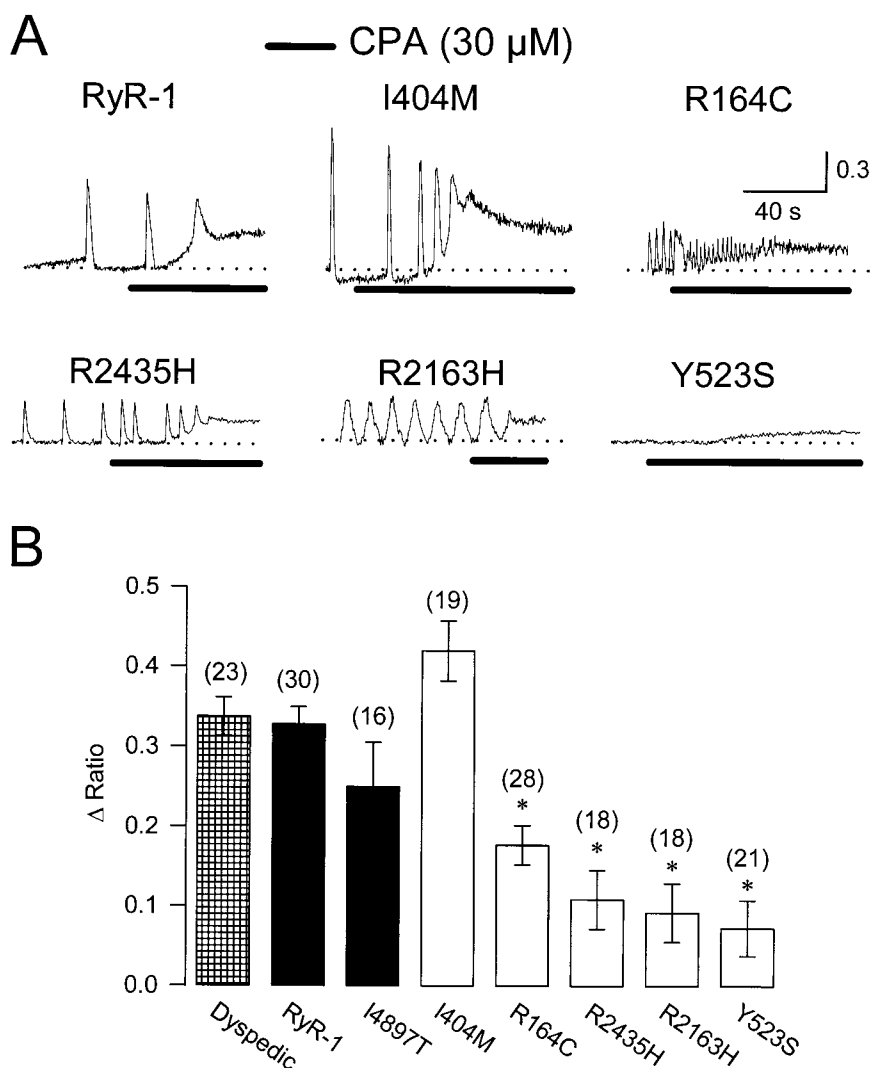 A
CPA (30 µM)
RyR-1
I404M
R164C
0.3
40 s
R2435H
R2163H
Y523S
B
0.5
0.4
0.3
0.2
0.1
0.0
Δ Ratio
(23)
(30)
(16)
(19)
(28)
*
(18)
*
(18)
*
(21)
*
Dyspedic
RyR-1
I4897T
I404M
R164C
R2435H
R2163H
Y523S